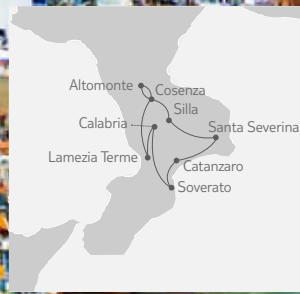 Altomonte
Cosenza
Silla
Calabria
Santa Severina
Lamezia Terme
Catanzaro
Soverato